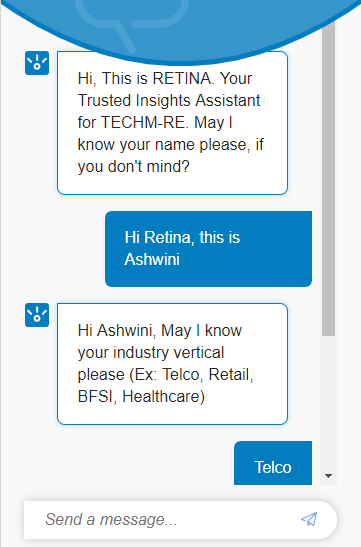 Hi, This is RETINA. Your
Trusted Insights Assistant
for TECHM-RE. May I
know your name please, if
you don't mind?
Hi Retina, this is
Ashwini
Hi Ashwini, May I know
your industry vertical
please (Ex: Telco, Retail,
BFSI, Healthcare)
Telco
Send a message...